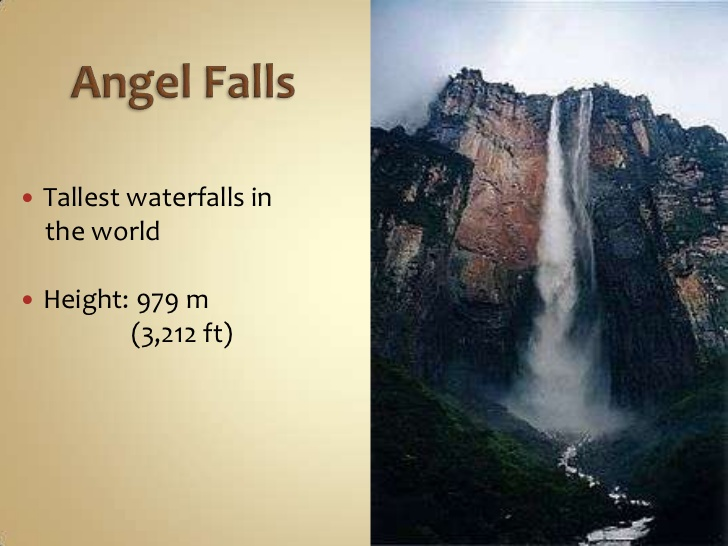 Angel Falls
• Tallest waterfalls in
the world
• Height: 979 m
(3,212 ft)